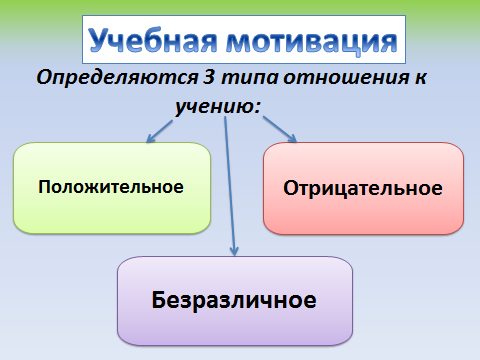 Учебная мотивация
Определяются 3 типа отношения к
учению:
Положительное
Отрицательное
Безразличное